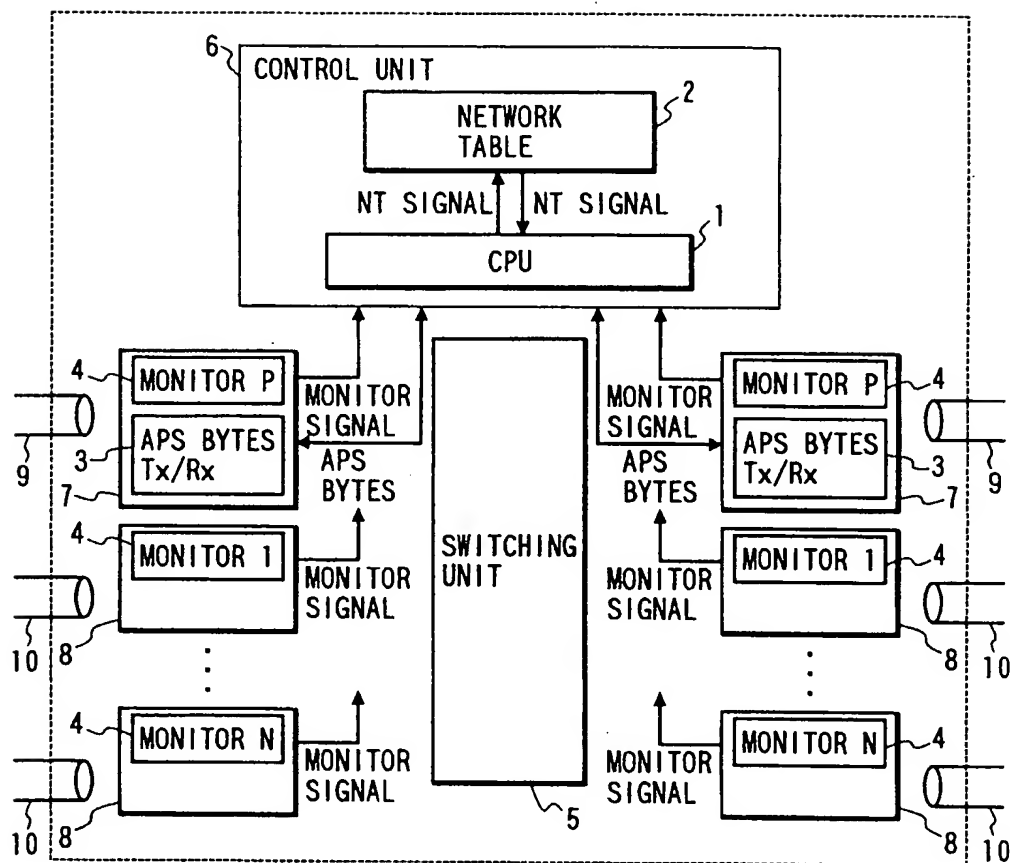 6
CONTROL UNIT
2
NETWORK
TABLE
NT SIGNAL
NT SIGNAL
1
CPU
4
MONITOR P
3
APS BYTES
Tx/Rx
7
9
MONITOR
SIGNAL
APS
BYTES
4
MONITOR 1
MONITOR
SIGNAL
10
8
4
MONITOR N
MONITOR
SIGNAL
10
8
SWITCHING
UNIT
5
MONITOR
SIGNAL
APS
BYTES
MONITOR P
4
APS BYTES
Tx/Rx
3
7
9
MONITOR
SIGNAL
MONITOR 1
4
8
10
MONITOR
SIGNAL
MONITOR N
4
8
10